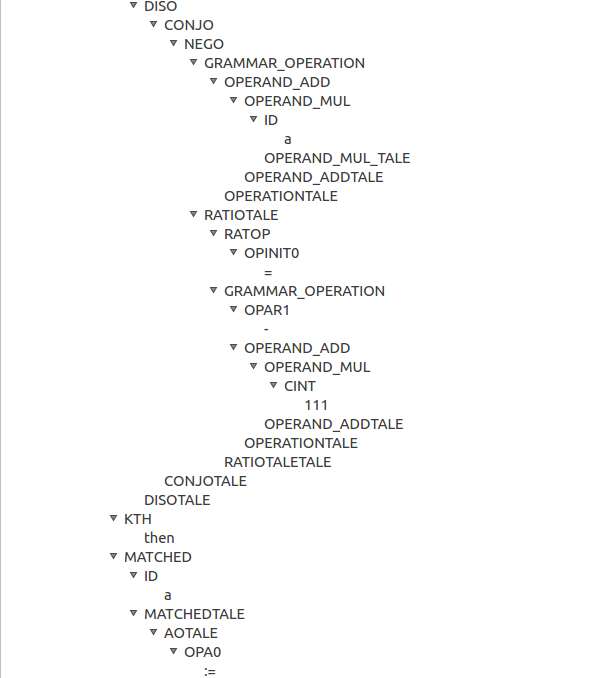 DISO
CONJO
NEGO
GRAMMAR_OPERATION
OPERAND_ADD
OPERAND_MUL
ID
a
OPERAND_MUL_TALE
OPERAND_ADDTALE
OPERATIONTALE
RATIOTALE
RATOP
OPINIT0
=
GRAMMAR_OPERATION
OPAR1
-
OPERAND_ADD
OPERAND_MUL
CINT
111
OPERAND_ADDTALE
OPERATIONTALE
RATIOTALETALE
CONJOTALE
DISOTALE
KTH
then
MATCHED
ID
a
MATCHEDTALE
AOTALE
OPA0
:=